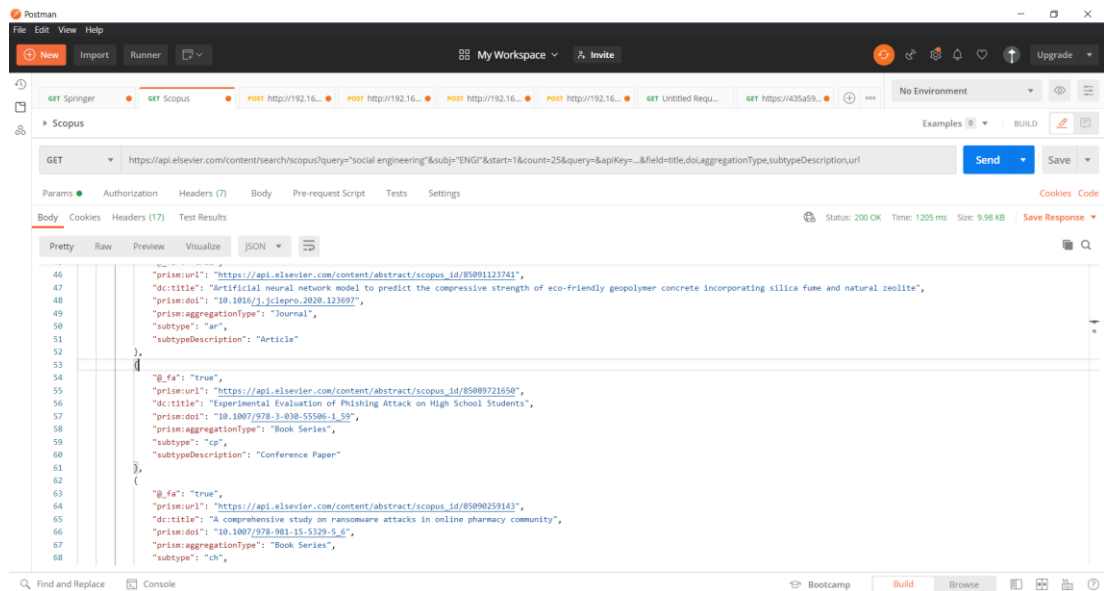 Postman
File Edit View Help
New Import Runner My Workspace Invite Upgrade
GET Springer GET Scopus POST http://192.16... POST http://192.16... POST http://192.16... POST http://192.16... GET Untitled Requ... GET https://435a59... No Environment
Scopus Examples 0 BUILD
GET https://api.elsevier.com/content/search/scopus?query="social engineering"&subj="ENGI"&start=1&count=25&query=&apiKey=...&field=title,doi,aggregationType,subtypeDescription,url Send Save
Params Authorization Headers (7) Body Pre-request Script Tests Settings Cookies Code
Body Cookies Headers (17) Test Results Status: 200 OK Time: 1205 ms Size: 9.98 KB Save Response
Pretty Raw Preview Visualize JSON
46 "prism:url": "https://api.elsevier.com/content/abstract/scopus_id/85091123741",
47 "dc:title": "Artificial neural network model to predict the compressive strength of eco-friendly geopolymer concrete incorporating silica fume and natural zeolite",
48 "prism:doi": "10.1016/j.jclepro.2020.123697",
49 "prism:aggregationType": "Journal",
50 "subtype": "ar",
51 "subtypeDescription": "Article"
52 },
53 {
54 "@_fa": "true",
55 "prism:url": "https://api.elsevier.com/content/abstract/scopus_id/85089721650",
56 "dc:title": "Experimental Evaluation of Phishing Attack on High School Students",
57 "prism:doi": "10.1007/978-3-030-55506-1_59",
58 "prism:aggregationType": "Book Series",
59 "subtype": "cp",
60 "subtypeDescription": "Conference Paper"
61 },
62 {
63 "@_fa": "true",
64 "prism:url": "https://api.elsevier.com/content/abstract/scopus_id/85090259143",
65 "dc:title": "A comprehensive study on ransomware attacks in online pharmacy community",
66 "prism:doi": "10.1007/978-981-15-5329-5_6",
67 "prism:aggregationType": "Book Series",
68 "subtype": "ch",
Find and Replace Console Bootcamp Build Browse